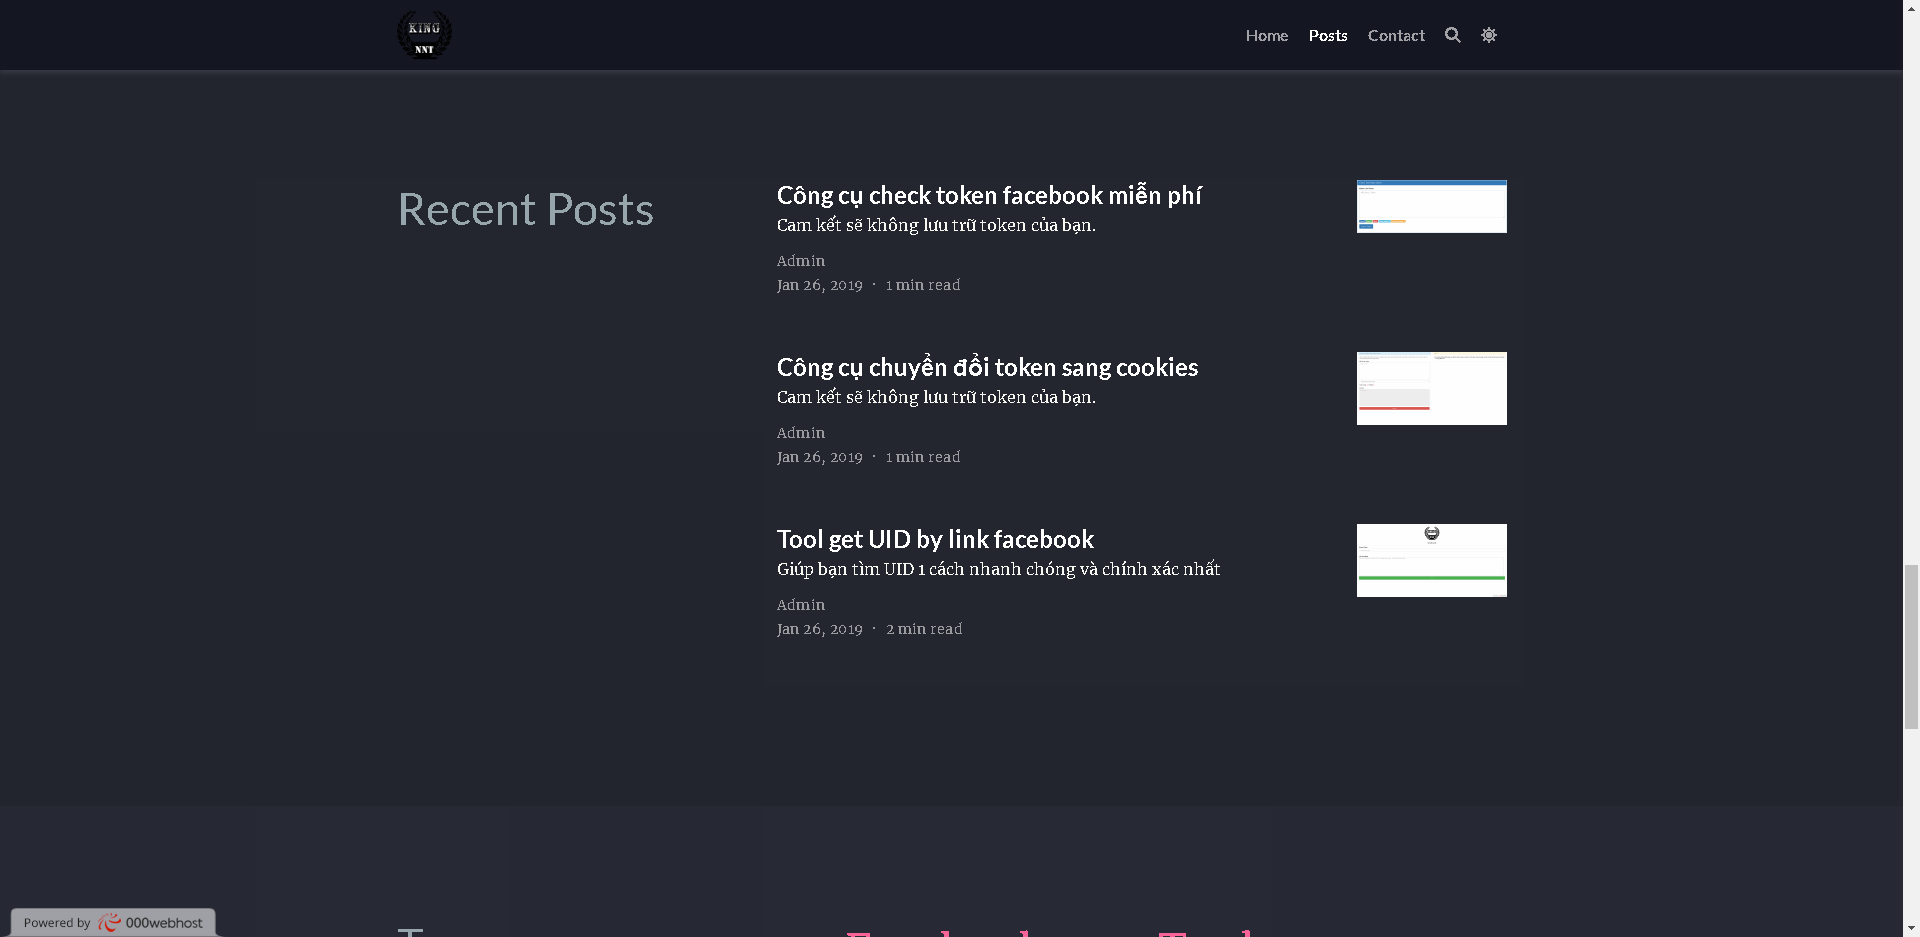 KING
NNT
Home
Posts
Contact
Recent Posts
Công cụ check token facebook miễn phí
Cam kết sẽ không lưu trữ token của bạn.
Admin
Jan 26, 2019 · 1 min read
Công cụ chuyển đổi token sang cookies
Cam kết sẽ không lưu trữ token của bạn.
Admin
Jan 26, 2019 · 1 min read
Tool get UID by link facebook
Giúp bạn tìm UID 1 cách nhanh chóng và chính xác nhất
Admin
Jan 26, 2019 · 2 min read
Powered by 000webhost